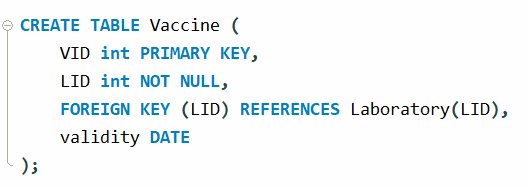 CREATE TABLE Vaccine (
VID int PRIMARY KEY,
LID int NOT NULL,
FOREIGN KEY (LID) REFERENCES Laboratory(LID),
validity DATE
);